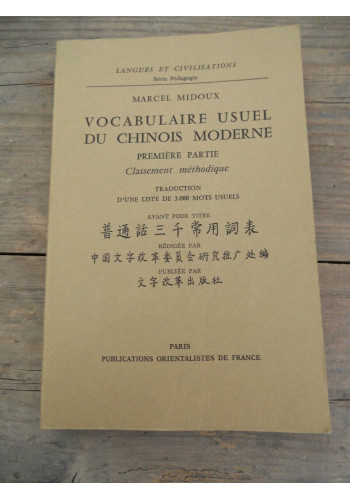 LANGUES ET CIVILISATIONS
Série Pédagogie
MARCEL MIDOUX
VOCABULAIRE USUEL
DU CHINOIS MODERNE
PREMIÈRE PARTIE
Classement méthodique
TRADUCTION
D'UNE LISTE DE 3.000 MOTS USUELS
AYANT POUR TITRE
普通話三千常用詞表
RÉDIGÉE PAR
中国文字改革委員会研究推广处编
PUBLIÉE PAR
文字改革出版社
PARIS
PUBLICATIONS ORIENTALISTES DE FRANCE